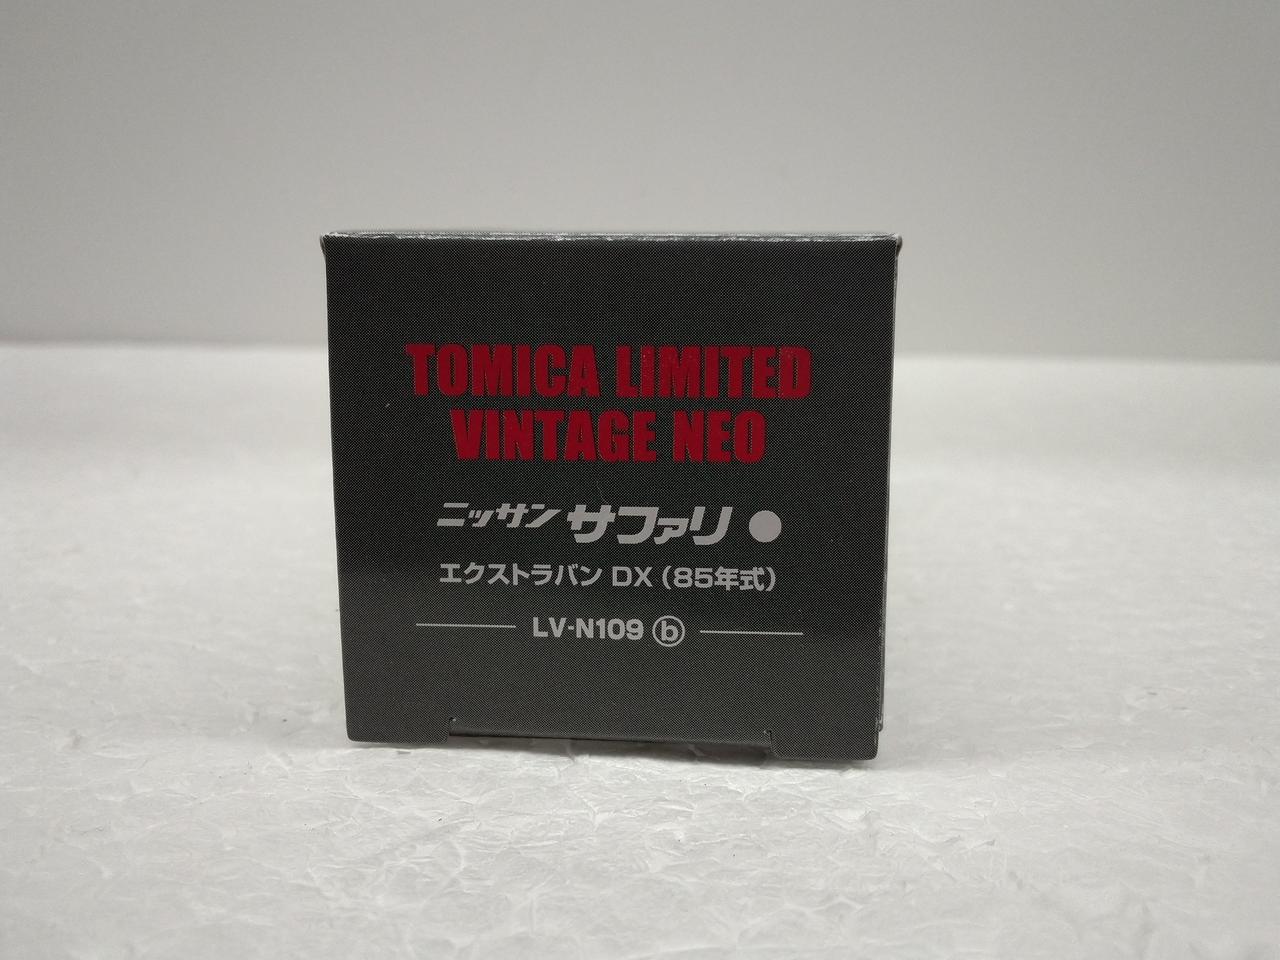 TOMICA LIMITED
VINTAGE NEO
ニッサン サファリ ●
エクストラバン DX (85年式)
LV-N109 ⓑ